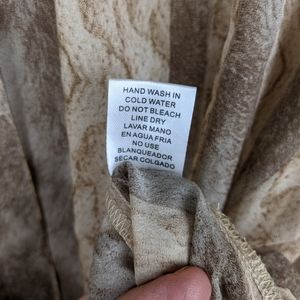 HAND WASH IN
COLD WATER
DO NOT BLEACH
LINE DRY
LAVAR MANO
EN AGUA FRIA
NO USE
BLANQUEADOR
SECAR COLGADO